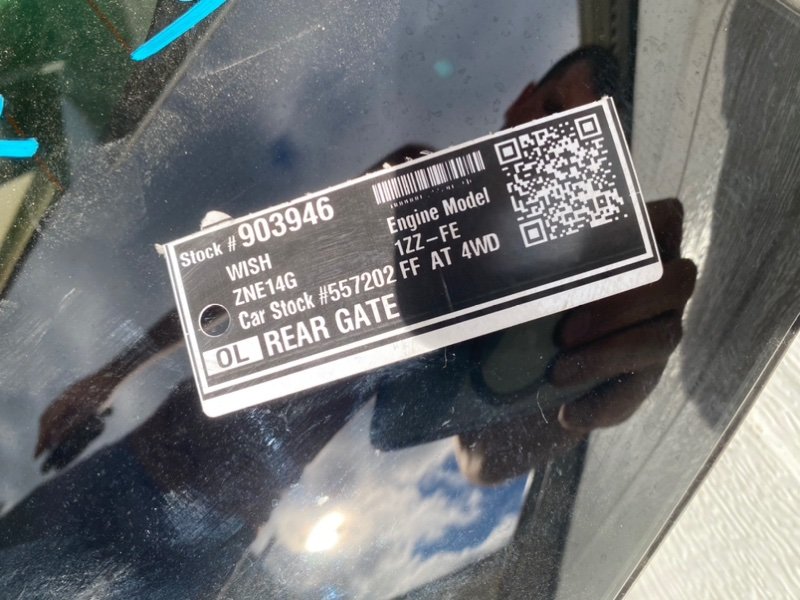 Stock # 903946
WISH
ZNE14G
Car Stock #557202
Engine Model
1ZZ-FE
FF AT 4WD
OL REAR GATE